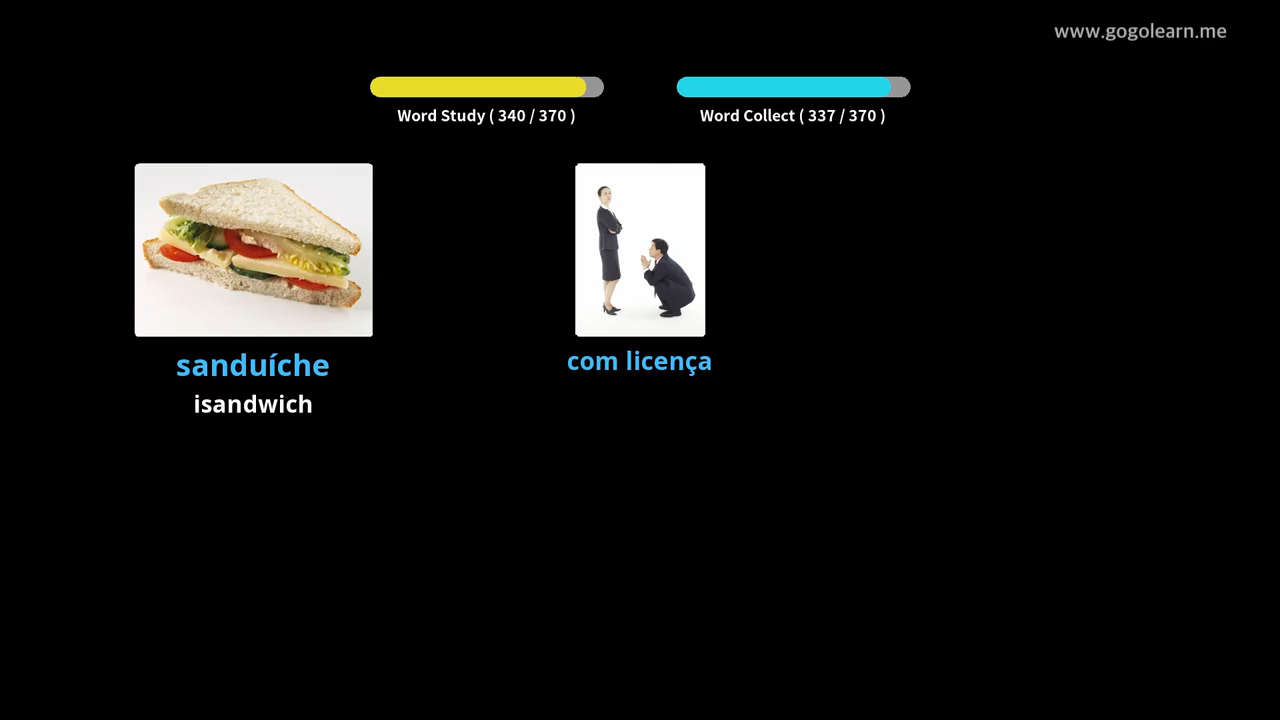 www.gogolearn.me
Word Study ( 340 / 370 )
Word Collect ( 337 / 370 )
sanduíche
isandwich
com licença